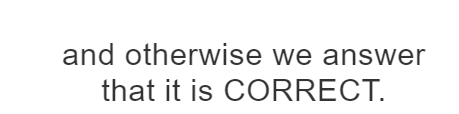 and otherwise we answer
that it is CORRECT.